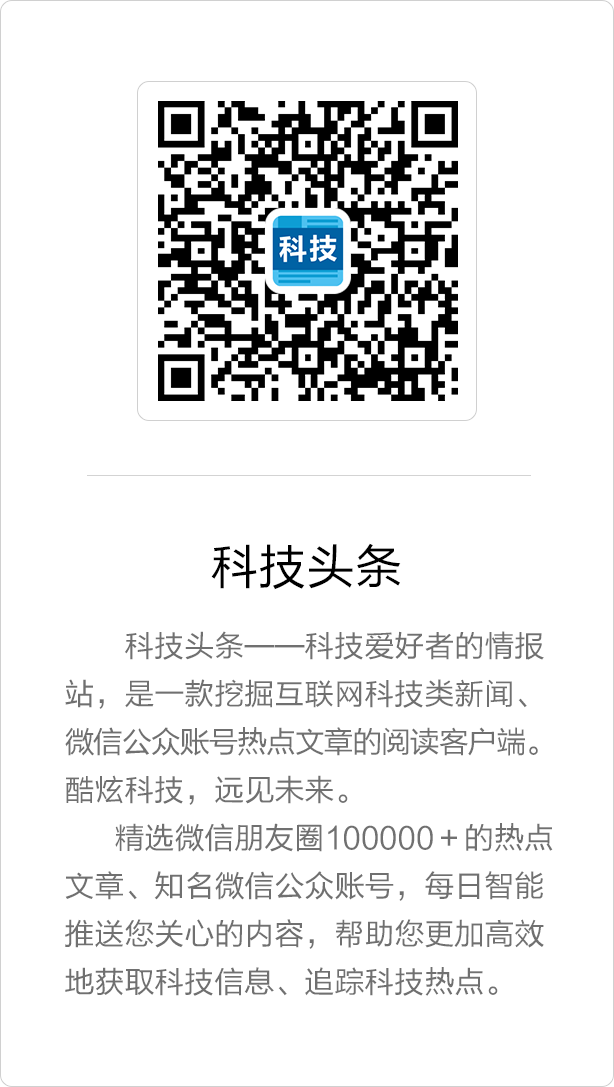 科技
科技头条
科技头条——科技爱好者的情报
站，是一款挖掘互联网科技类新闻、
微信公众账号热点文章的阅读客户端。
酷炫科技，远见未来。
精选微信朋友圈100000＋的热点
文章、知名微信公众账号，每日智能
推送您关心的内容，帮助您更加高效
地获取科技信息、追踪科技热点。